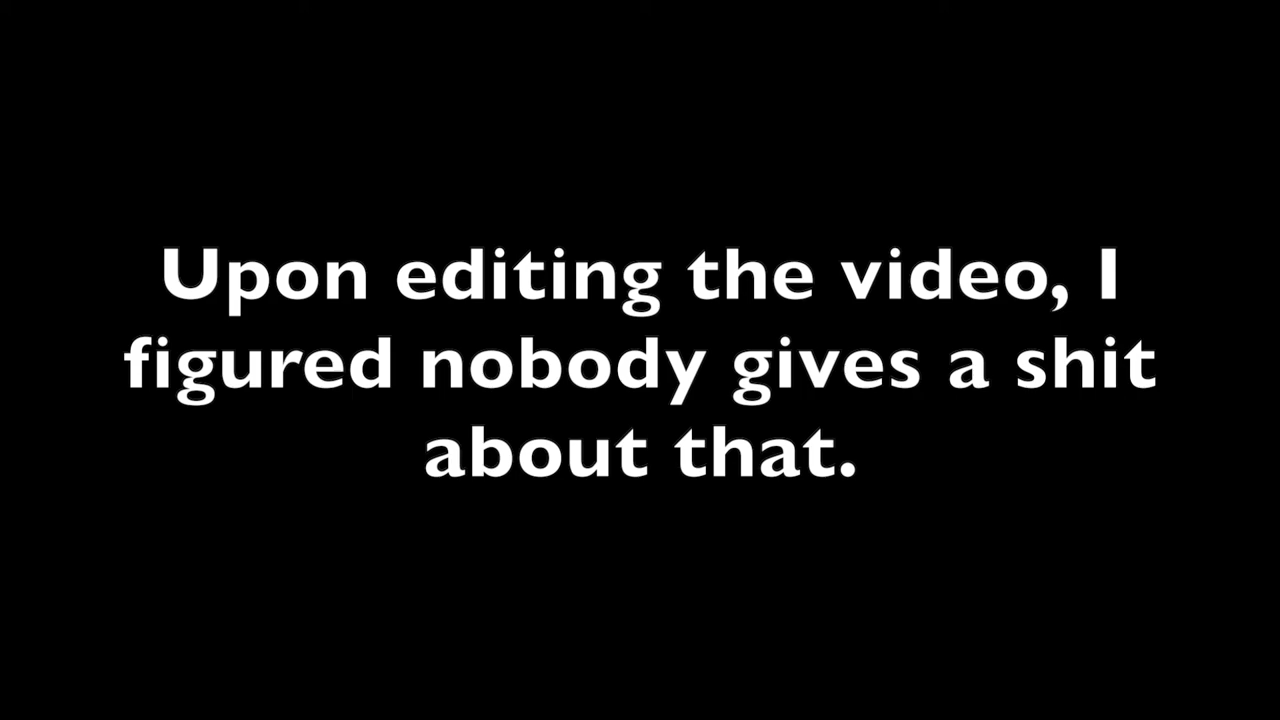 Upon editing the video, I
figured nobody gives a shit
about that.